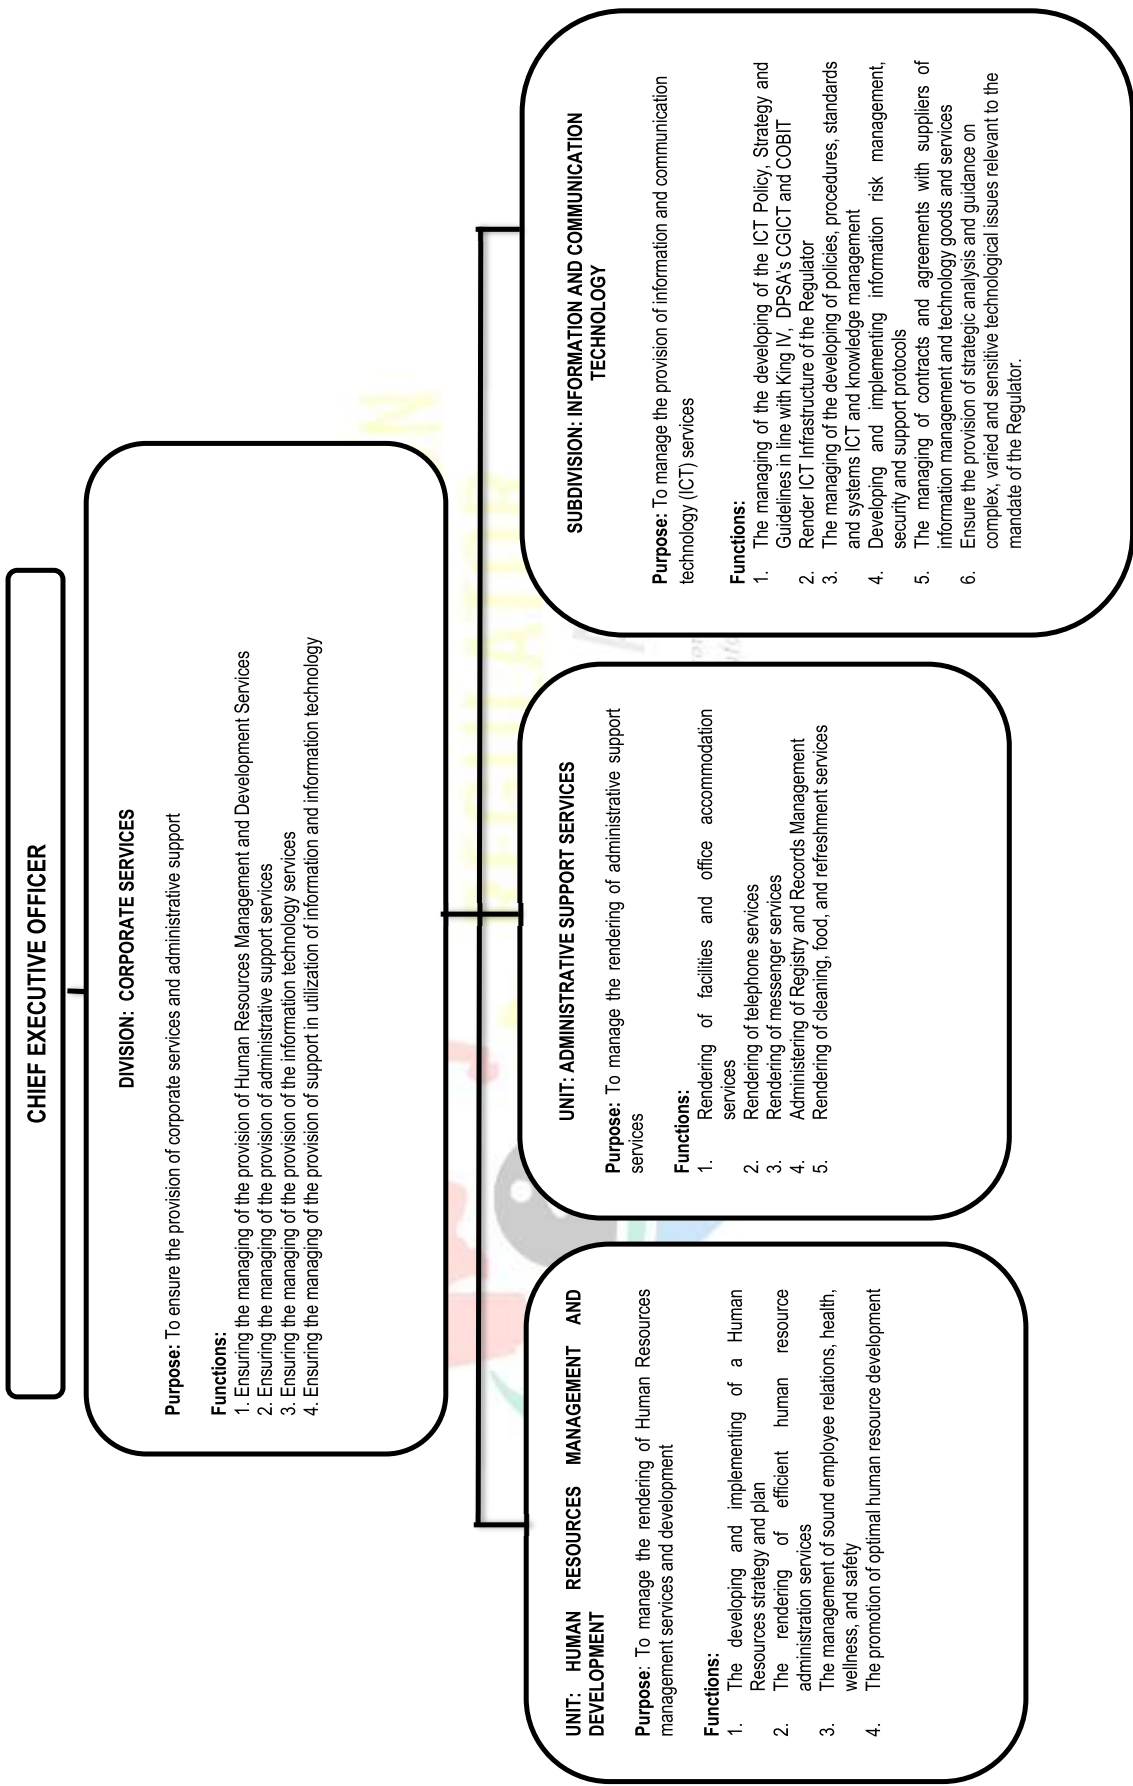 CHIEF EXECUTIVE OFFICER
DIVISION: CORPORATE SERVICES
Purpose: To ensure the provision of corporate services and administrative support
Functions:
1. Ensuring the managing of the provision of Human Resources Management and Development Services
2. Ensuring the managing of the provision of administrative support services
3. Ensuring the managing of the provision of the information technology services
4. Ensuring the managing of the provision of support in utilization of information and information technology
UNIT: HUMAN RESOURCES MANAGEMENT AND
DEVELOPMENT
Purpose: To manage the rendering of Human Resources
management services and development
Functions:
1. The developing and implementing of a Human
Resources strategy and plan
2. The rendering of efficient human resource
administration services
3. The management of sound employee relations, health,
wellness, and safety
4. The promotion of optimal human resource development
UNIT: ADMINISTRATIVE SUPPORT SERVICES
Purpose: To manage the rendering of administrative support
services
Functions:
1. Rendering of facilities and office accommodation
services
2. Rendering of telephone services
3. Rendering of messenger services
4. Administering of Registry and Records Management
5. Rendering of cleaning, food, and refreshment services
SUBDIVISION: INFORMATION AND COMMUNICATION
TECHNOLOGY
Purpose: To manage the provision of information and communication
technology (ICT) services
Functions:
1. The managing of the developing of the ICT Policy, Strategy and
Guidelines in line with King IV, DPSA's CGICT and COBIT
2. Render ICT Infrastructure of the Regulator
3. The managing of the developing of policies, procedures, standards
and systems ICT and knowledge management
4. Developing and implementing information risk management,
security and support protocols
5. The managing of contracts and agreements with suppliers of
information management and technology goods and services
6. Ensure the provision of strategic analysis and guidance on
complex, varied and sensitive technological issues relevant to the
mandate of the Regulator.
REGULATOR